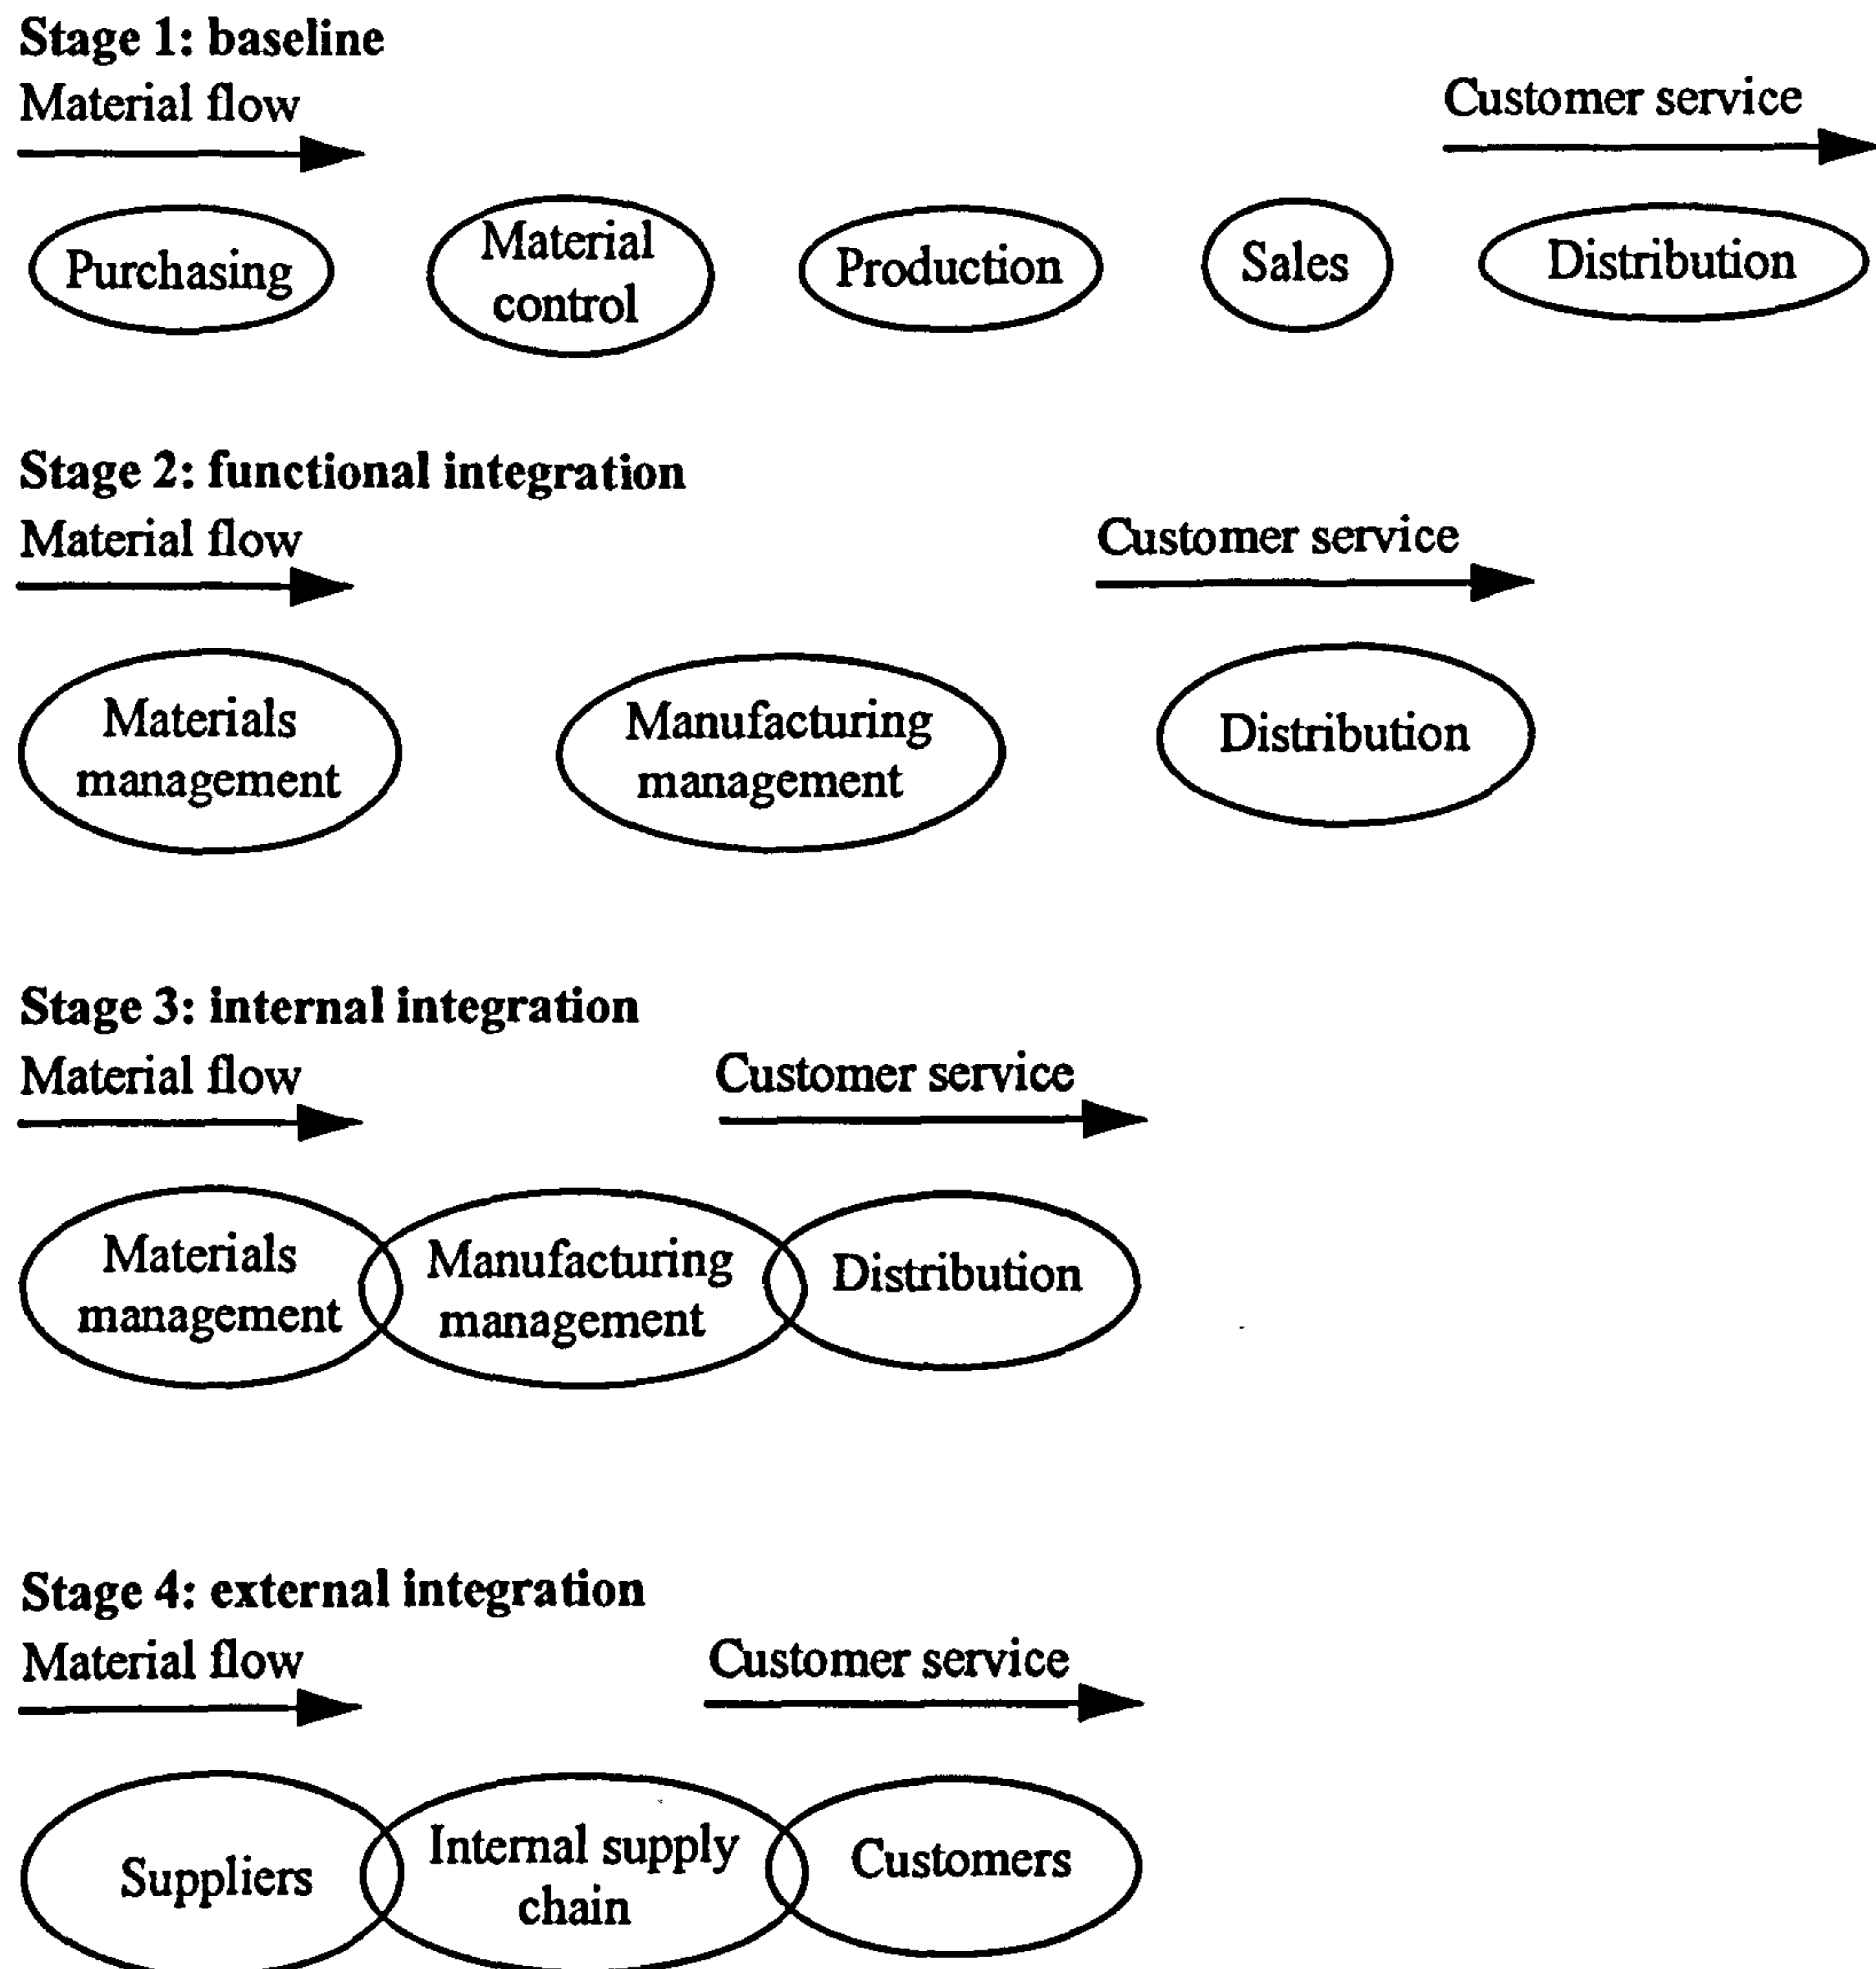 Stage 1: baseline
Material flow
Customer service
Purchasing
Material
control
Production
Sales
Distribution
Stage 2: functional integration
Material flow
Customer service
Materials
management
Manufacturing
management
Distribution
Stage 3: internal integration
Material flow
Customer service
Materials
management
Manufacturing
management
Distribution
Stage 4: external integration
Material flow
Customer service
Suppliers
Internal supply
chain
Customers